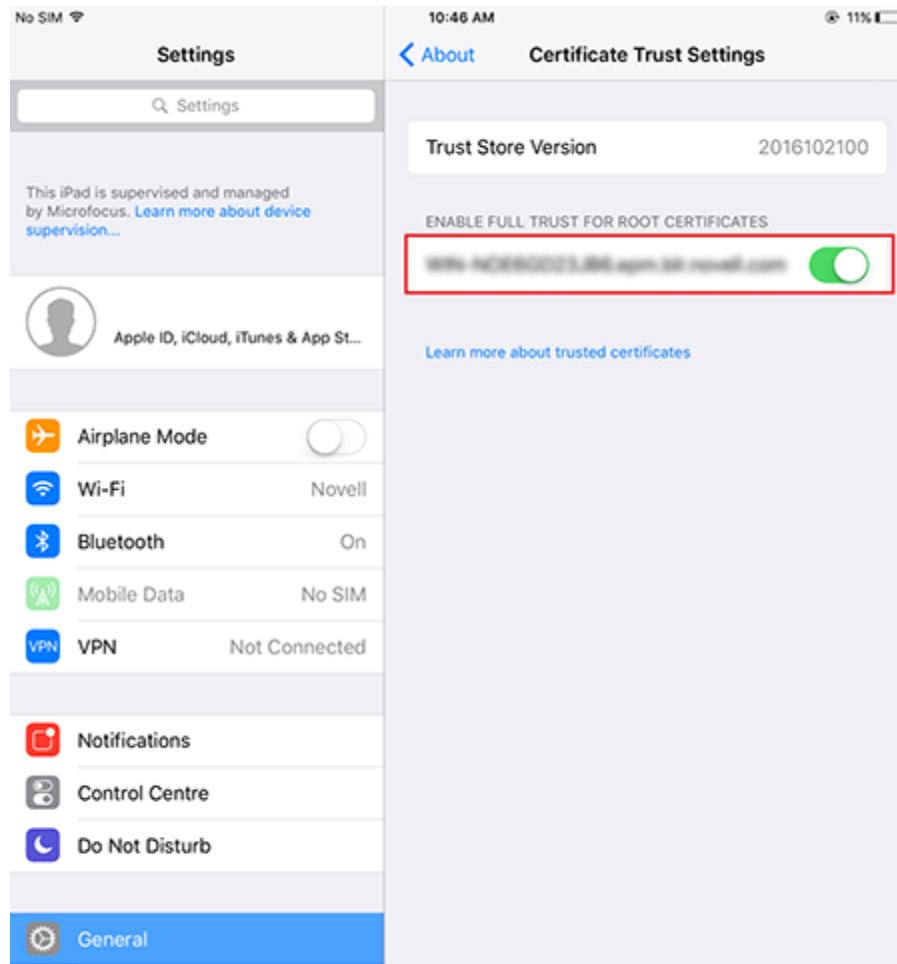 No SIM
10:46 AM
11%
Settings
About
Certificate Trust Settings
Settings
This iPad is supervised and managed
by Microfocus. Learn more about device
supervision...
Apple ID, iCloud, iTunes & App St...
Airplane Mode
Wi-Fi Novell
Bluetooth On
Mobile Data No SIM
VPN VPN Not Connected
Notifications
Control Centre
Do Not Disturb
General
Trust Store Version 2016102100
ENABLE FULL TRUST FOR ROOT CERTIFICATES
Learn more about trusted certificates